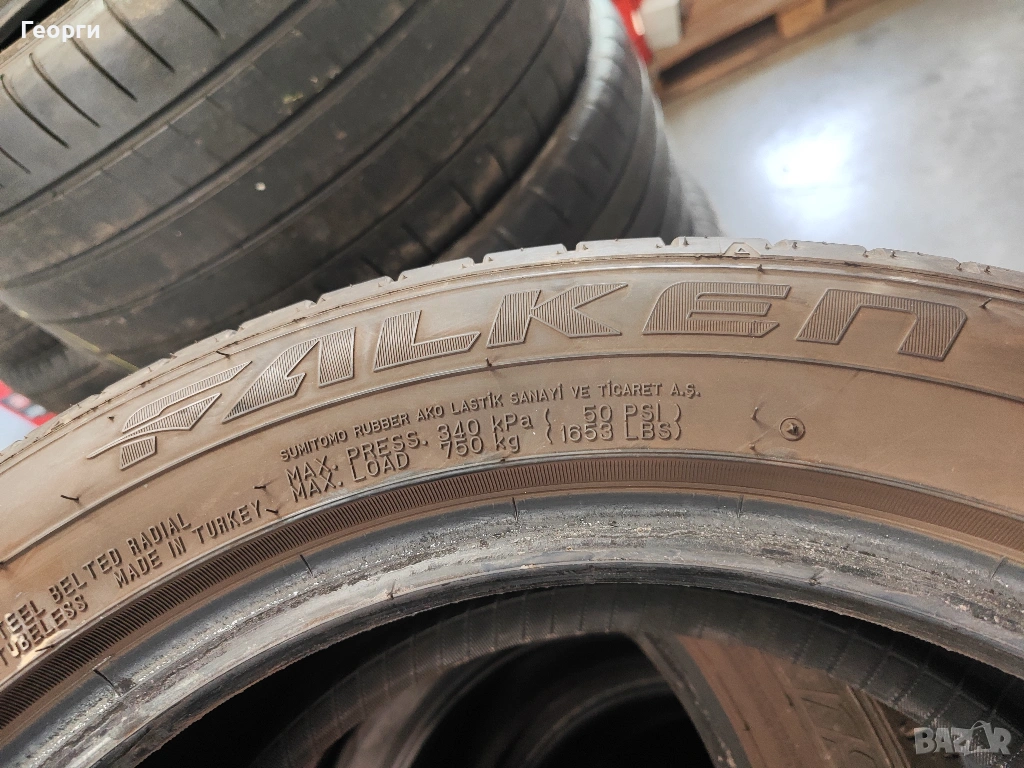 Георги
FALKEN
SUMITOMO RUBBER AKO LASTİK SANAYİ VE TİCARET A.Ş.
MAX. PRESS. 340 kPa ( 50 PSI )
MAX. LOAD 750 kg ( 1653 LBS )
STEEL BELTED RADIAL
TUBELESS MADE IN TURKEY
BAZAR